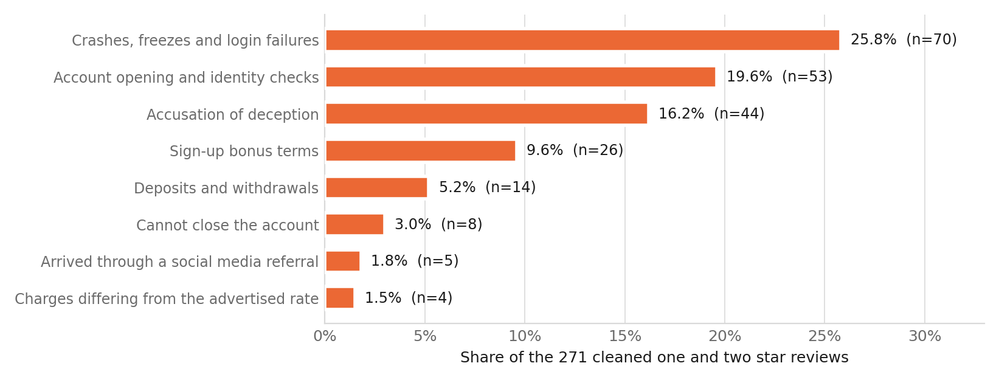 Crashes, freezes and login failures 25.8% (n=70)
Account opening and identity checks 19.6% (n=53)
Accusation of deception 16.2% (n=44)
Sign-up bonus terms 9.6% (n=26)
Deposits and withdrawals 5.2% (n=14)
Cannot close the account 3.0% (n=8)
Arrived through a social media referral 1.8% (n=5)
Charges differing from the advertised rate 1.5% (n=4)
0% 5% 10% 15% 20% 25% 30%
Share of the 271 cleaned one and two star reviews